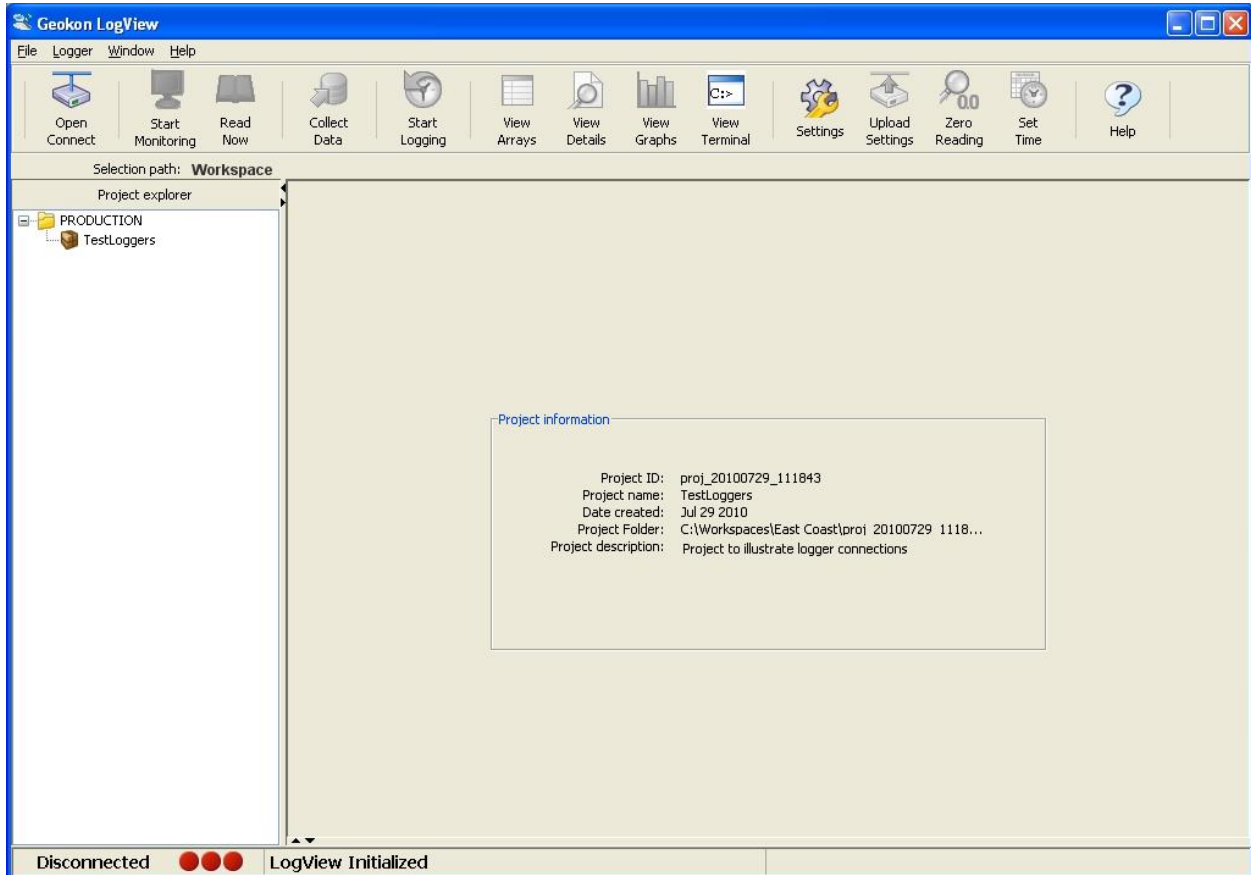 Geokon LogView
File Logger Window Help
C:>
0.0
?
Open Connect
Start Monitoring
Read Now
Collect Data
Start Logging
View Arrays
View Details
View Graphs
View Terminal
Settings
Upload Settings
Zero Reading
Set Time
Help
Selection path: Workspace
Project explorer
PRODUCTION
TestLoggers
Project information
Project ID: proj_20100729_111843
Project name: TestLoggers
Date created: Jul 29 2010
Project Folder: C:\Workspaces\East Coast\proj_20100729_1118...
Project description: Project to illustrate logger connections
Disconnected
LogView Initialized